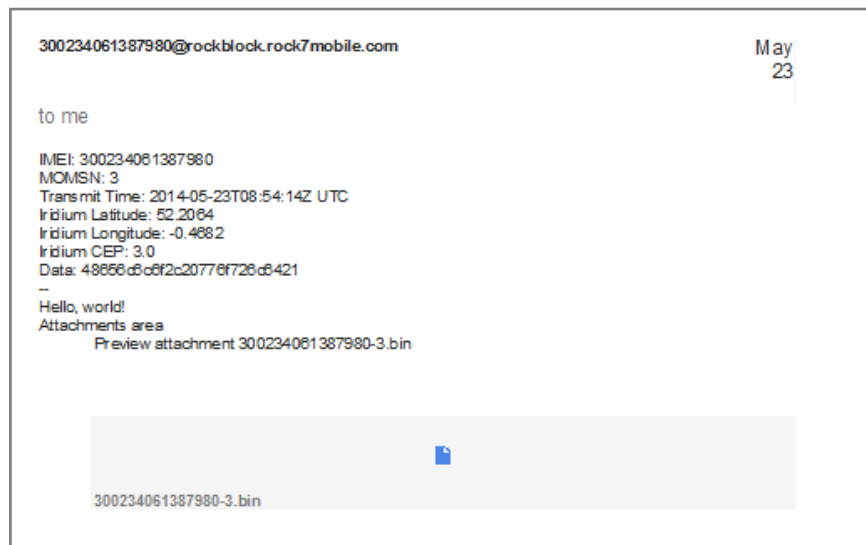 300234061387980@rockblock.rock7mobile.com
May
23
to me
IMEI: 300234061387980
MOMSN: 3
Transmit Time: 2014-05-23T08:54:14Z UTC
Iridium Latitude: 52.2064
Iridium Longitude: -0.4682
Iridium CEP: 3.0
Data: 48656c6c6f2c20776f726c6421
--
Hello, world!
Attachments area
Preview attachment 300234061387980-3.bin
300234061387980-3.bin